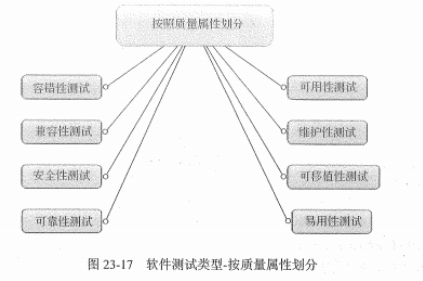 按照质量属性划分
容错性测试
可用性测试
兼容性测试
维护性测试
安全性测试
可移植性测试
可靠性测试
易用性测试
图 23-17 软件测试类型-按质量属性划分